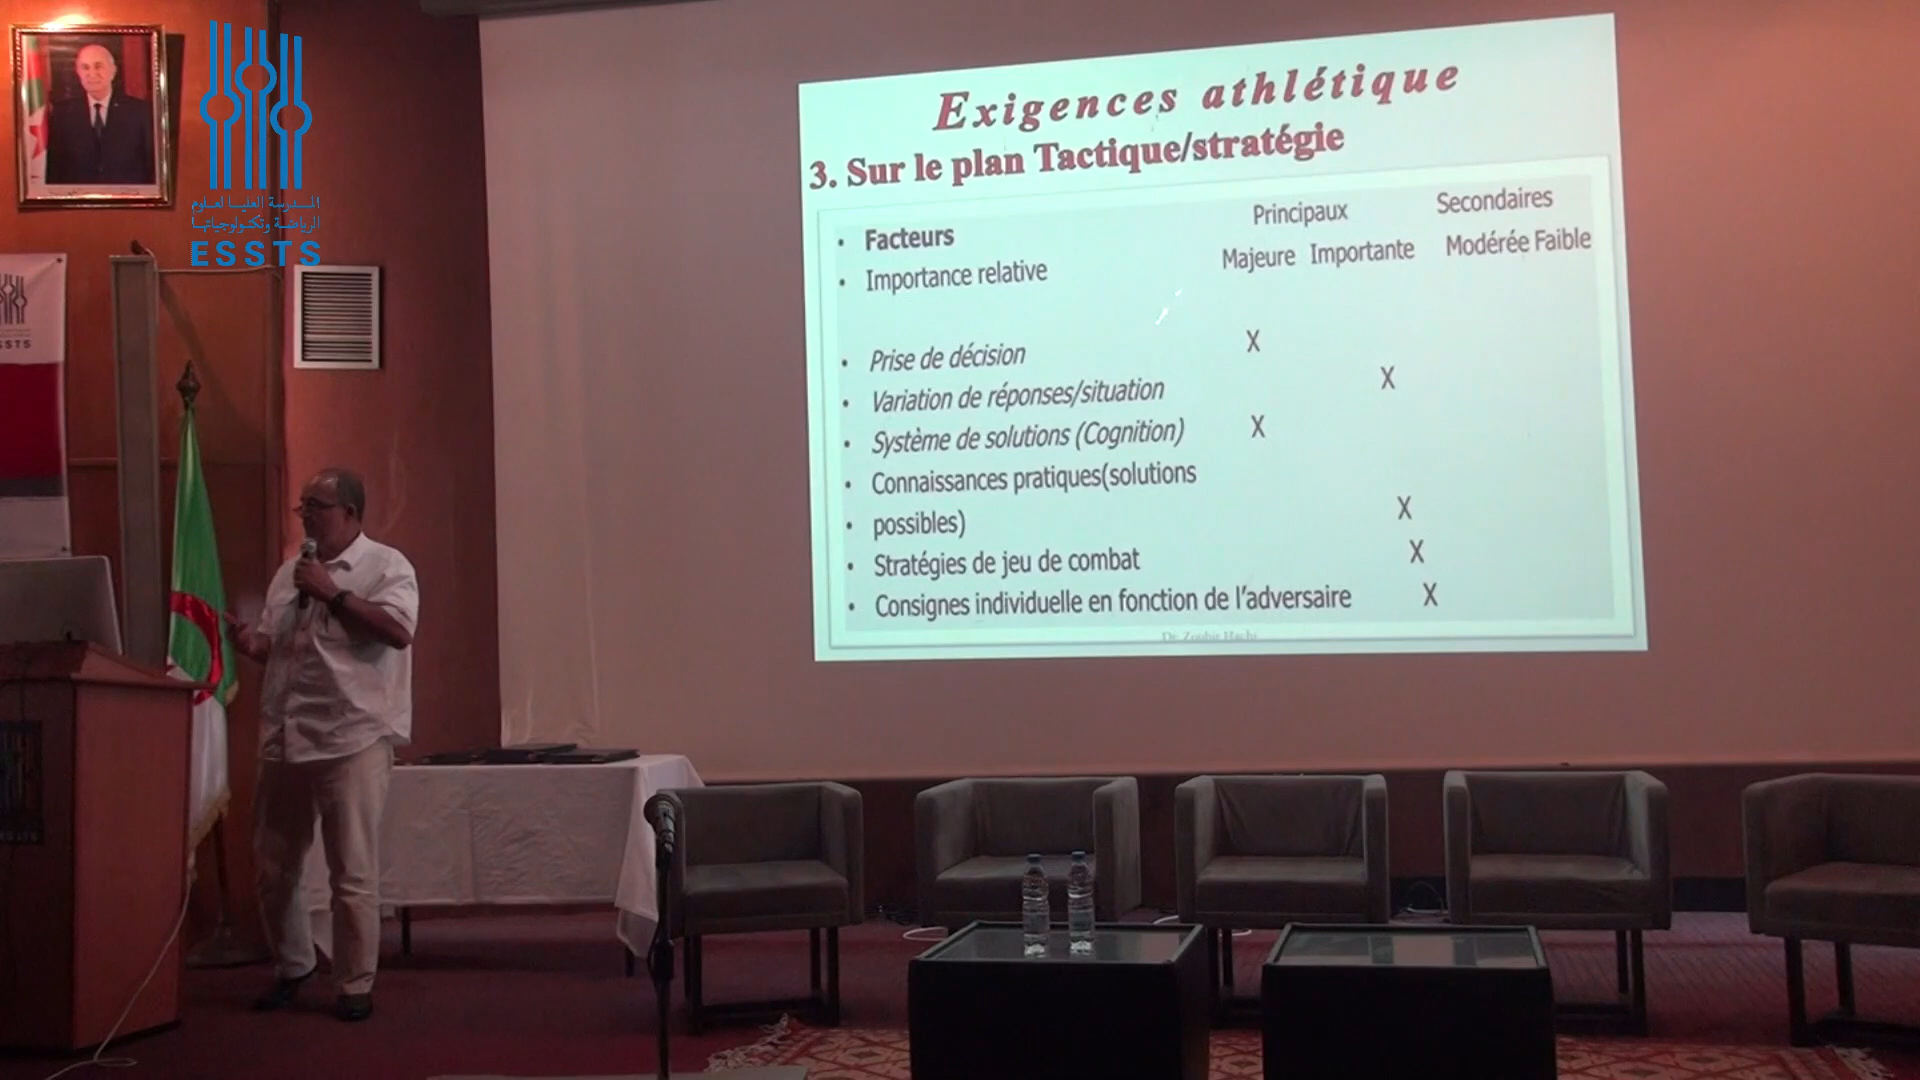 المدرسة العليا لعلوم
الرياضة وتكنولوجياتها
ESSTS
Exigences athlétique
3. Sur le plan Tactique/stratégie
Principaux Secondaires
• Facteurs
Majeure Importante Modérée Faible
• Importance relative
• Prise de décision X
• Variation de réponses/situation X
• Système de solutions (Cognition) X
• Connaissances pratiques(solutions
• possibles) X
• Stratégies de jeu de combat X
• Consignes individuelle en fonction de l'adversaire X